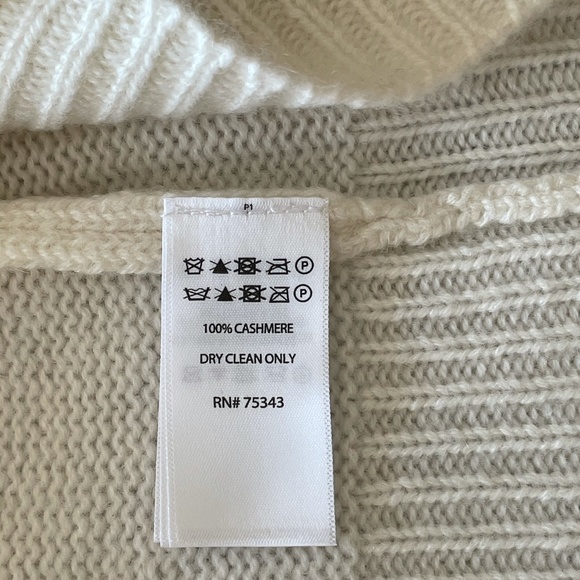 P1
P
P
100% CASHMERE
DRY CLEAN ONLY
RN# 75343